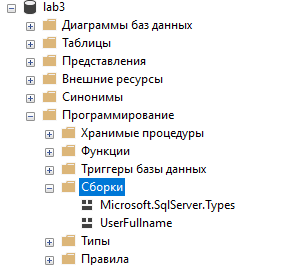 lab3
Диаграммы баз данных
Таблицы
Представления
Внешние ресурсы
Синонимы
Программирование
Хранимые процедуры
Функции
Триггеры базы данных
Сборки
Microsoft.SqlServer.Types
UserFullname
Типы
Правила